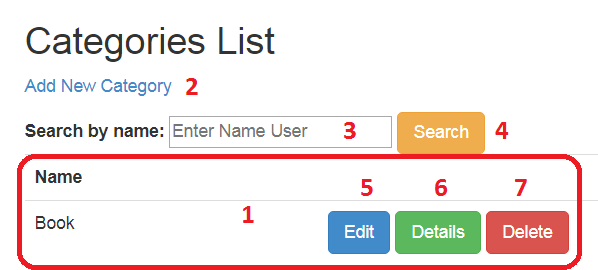 Categories List
Add New Category 2
Search by name: Enter Name User 3 Search 4
Name
5 6 7
Book 1 Edit Details Delete